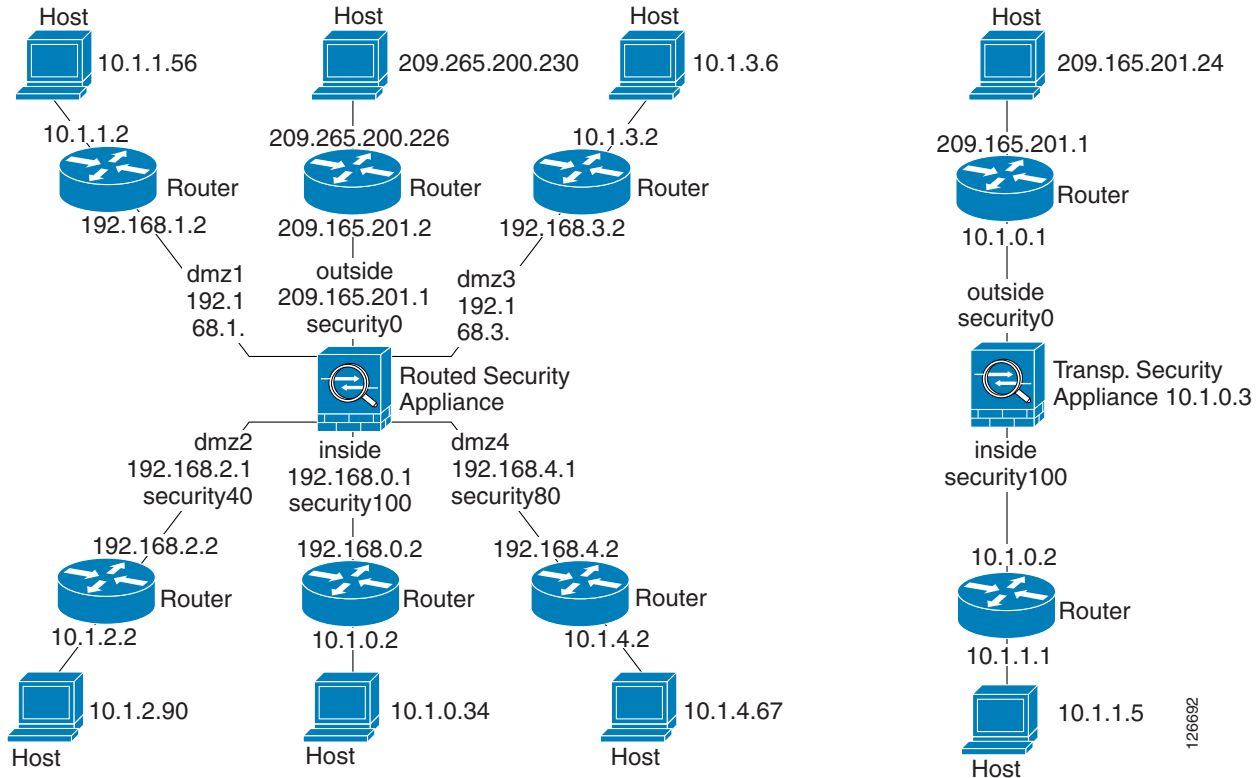 Host
10.1.1.56
10.1.1.2
Router
192.168.1.2
dmz1
192.1
68.1.
Host
209.265.200.230
209.265.200.226
Router
209.165.201.2
outside
209.165.201.1
security0
Host
10.1.3.6
10.1.3.2
Router
192.168.3.2
dmz3
192.1
68.3.
Routed Security
Appliance
dmz2
192.168.2.1
security40
192.168.2.2
Router
10.1.2.2
10.1.2.90
Host
inside
192.168.0.1
security100
192.168.0.2
Router
10.1.0.2
10.1.0.34
Host
dmz4
192.168.4.1
security80
192.168.4.2
Router
10.1.4.2
10.1.4.67
Host
Host
209.165.201.24
209.165.201.1
Router
10.1.0.1
outside
security0
Transp. Security
Appliance 10.1.0.3
inside
security100
10.1.0.2
Router
10.1.1.1
10.1.1.5
Host
126692